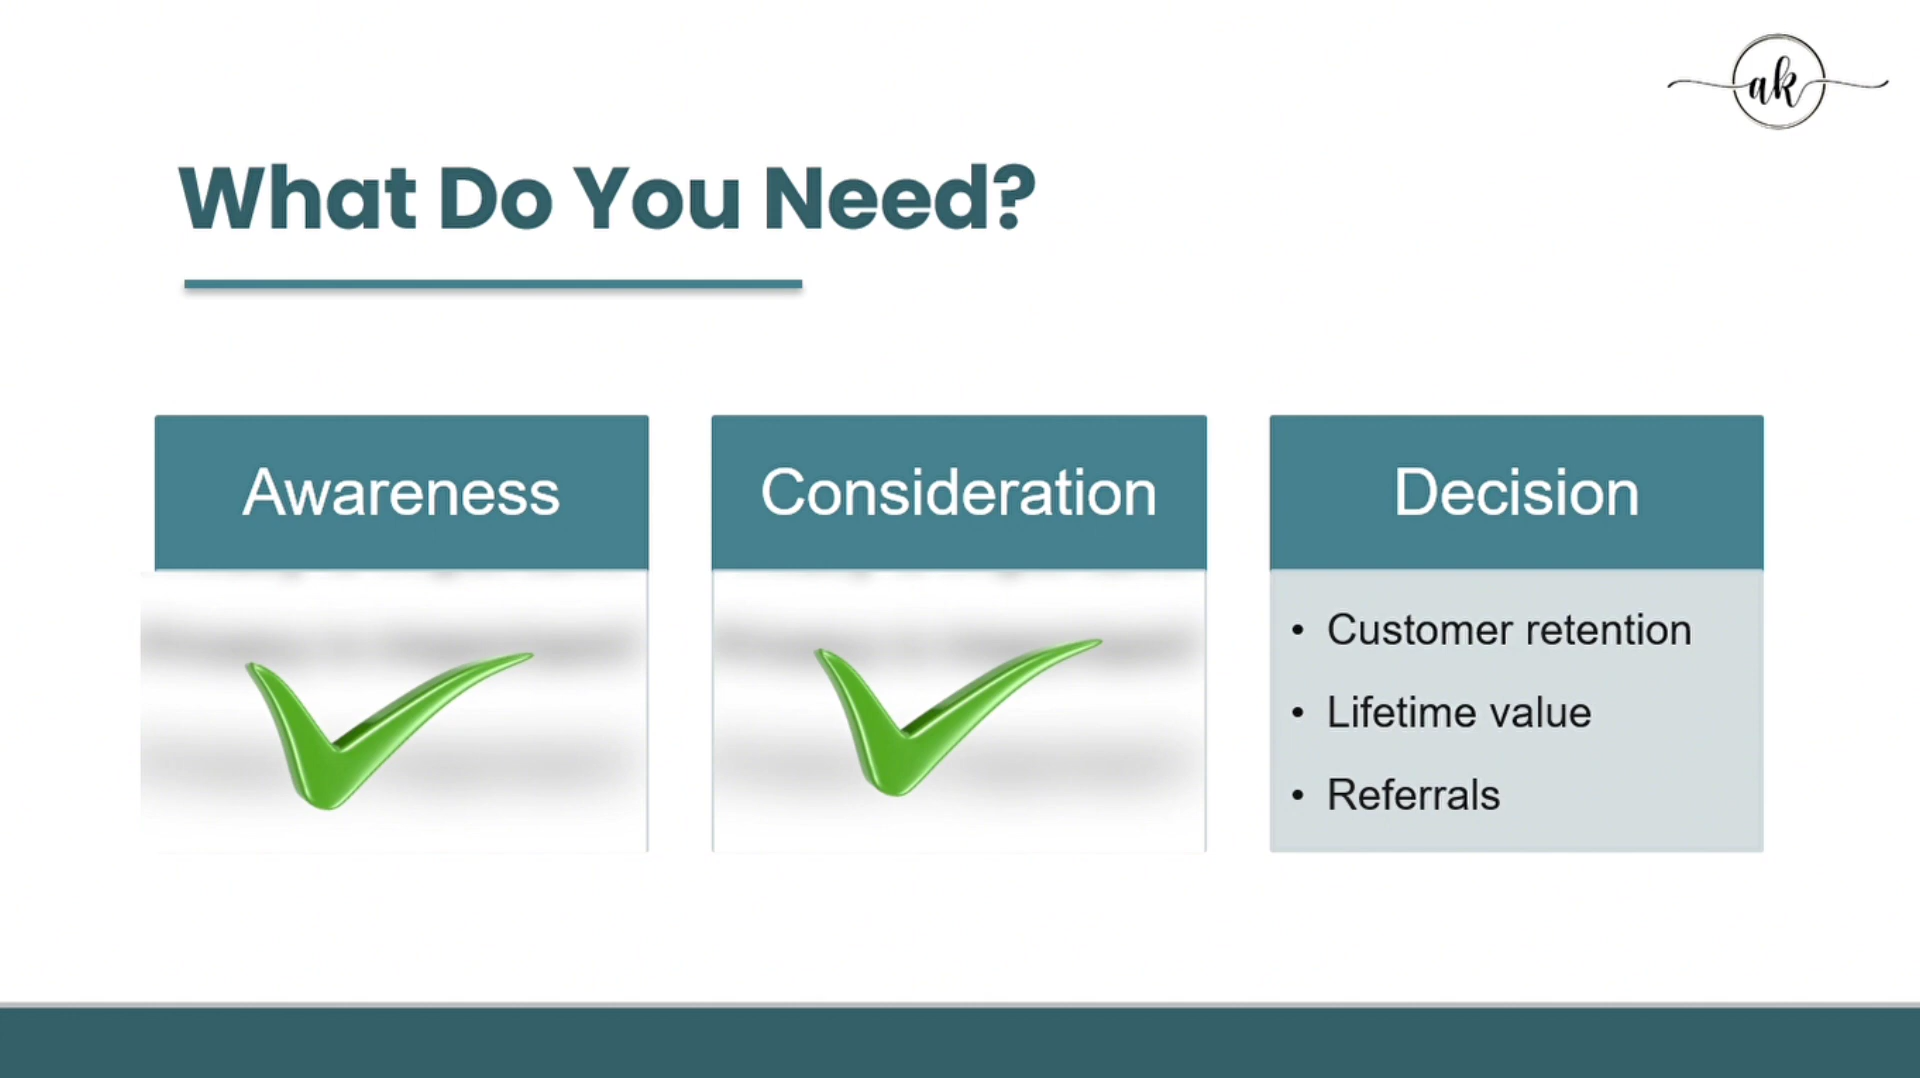 ak
What Do You Need?
Awareness
Consideration
Decision
• Customer retention
• Lifetime value
• Referrals